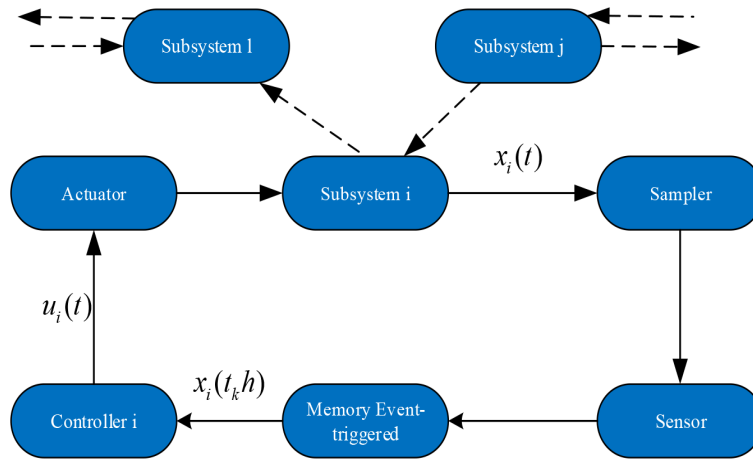 Subsystem l
Subsystem j
x_i(t)
Actuator
Subsystem i
Sampler
u_i(t)
x_i(t_k h)
Controller i
Memory Event-
triggered
Sensor